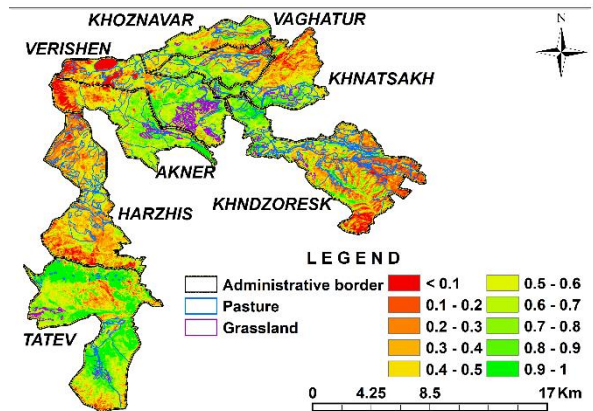 KHOZNAVAR
VAGHATUR
N
VERISHEN
KHNATSAKH
AKNER
KHNDZORESK
HARZHIS
TATEV
LEGEND
Administrative border
Pasture
Grassland
< 0.1
0.1 - 0.2
0.2 - 0.3
0.3 - 0.4
0.4 - 0.5
0.5 - 0.6
0.6 - 0.7
0.7 - 0.8
0.8 - 0.9
0.9 - 1
0 4.25 8.5 17 Km